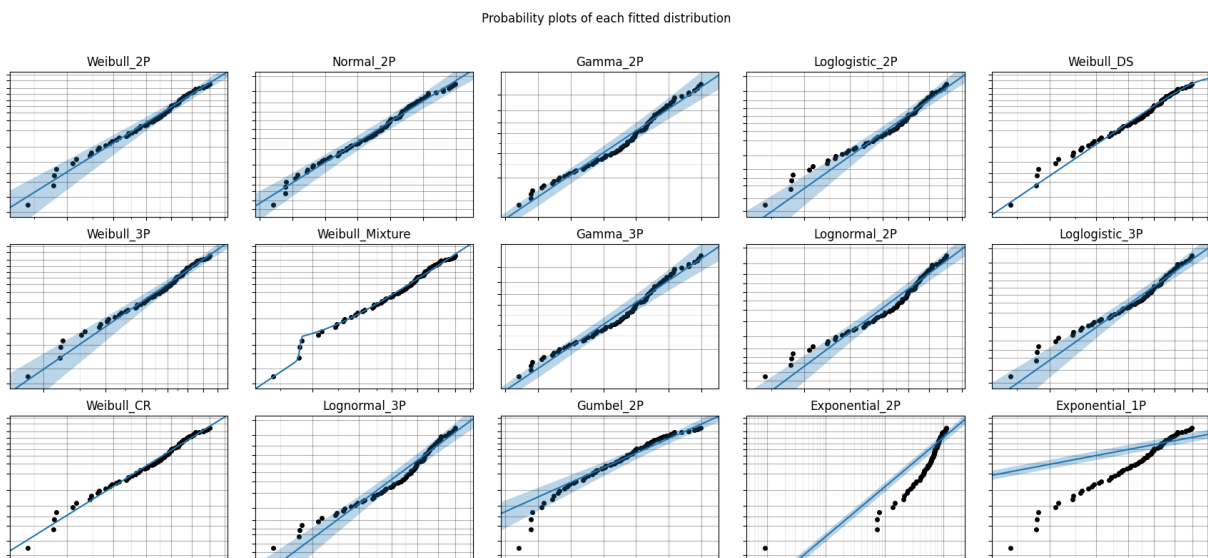 Probability plots of each fitted distribution
Weibull_2P
Normal_2P
Gamma_2P
Loglogistic_2P
Weibull_DS
Weibull_3P
Weibull_Mixture
Gamma_3P
Lognormal_2P
Loglogistic_3P
Weibull_CR
Lognormal_3P
Gumbel_2P
Exponential_2P
Exponential_1P